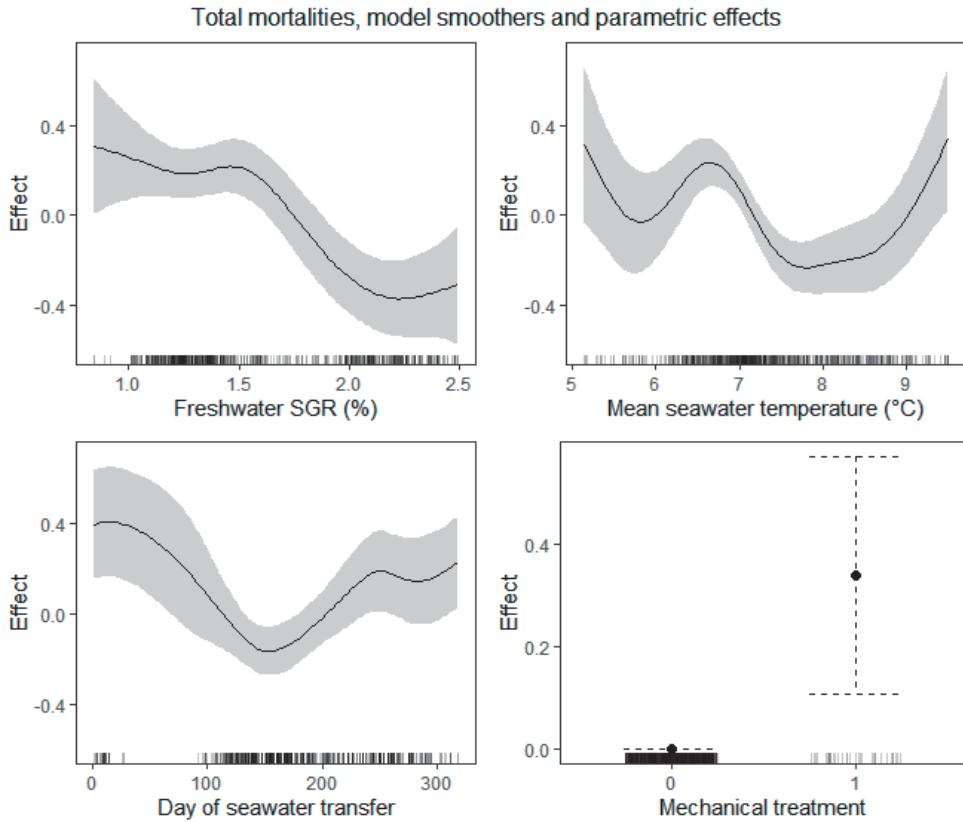 Total mortalities, model smoothers and parametric effects
Effect
0.4
0.0
-0.4
1.0 1.5 2.0 2.5
Freshwater SGR (%)
Effect
0.4
0.0
-0.4
5 6 7 8 9
Mean seawater temperature (°C)
Effect
0.4
0.0
-0.4
0 100 200 300
Day of seawater transfer
Effect
0.4
0.2
0.0
0 1
Mechanical treatment